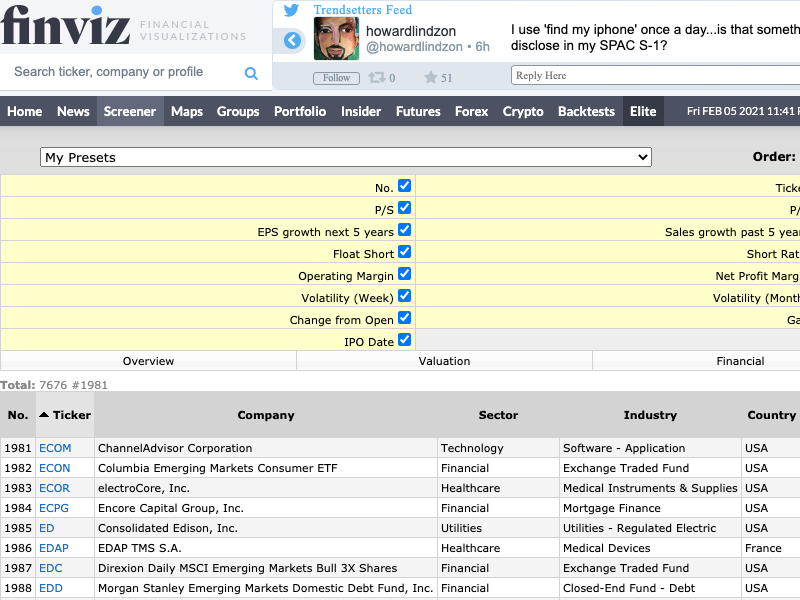 finviz FINANCIAL
VISUALIZATIONS
Search ticker, company or profile
Trendsetters Feed
howardlindzon
@howardlindzon • 6h
Follow 0 51
I use 'find my iphone' once a day...is that someth
disclose in my SPAC S-1?
Reply Here
Home News Screener Maps Groups Portfolio Insider Futures Forex Crypto Backtests Elite Fri FEB 05 2021 11:41 P
My Presets Order:
No. Ticke
P/S P/
EPS growth next 5 years Sales growth past 5 year
Float Short Short Rat
Operating Margin Net Profit Marg
Volatility (Week) Volatility (Month
Change from Open Ga
IPO Date
Overview Valuation Financial
Total: 7676 #1981
No. Ticker Company Sector Industry Country
1981 ECOM ChannelAdvisor Corporation Technology Software - Application USA
1982 ECON Columbia Emerging Markets Consumer ETF Financial Exchange Traded Fund USA
1983 ECOR electroCore, Inc. Healthcare Medical Instruments & Supplies USA
1984 ECPG Encore Capital Group, Inc. Financial Mortgage Finance USA
1985 ED Consolidated Edison, Inc. Utilities Utilities - Regulated Electric USA
1986 EDAP EDAP TMS S.A. Healthcare Medical Devices France
1987 EDC Direxion Daily MSCI Emerging Markets Bull 3X Shares Financial Exchange Traded Fund USA
1988 EDD Morgan Stanley Emerging Markets Domestic Debt Fund, Inc. Financial Closed-End Fund - Debt USA